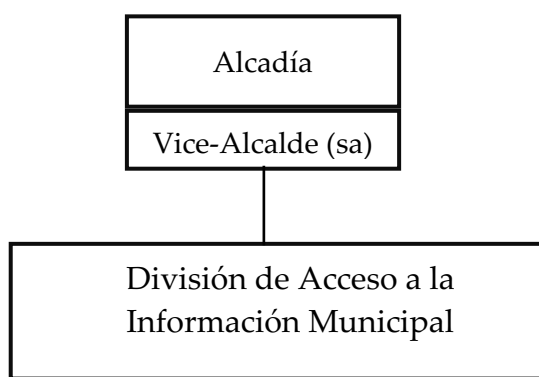 Alcadía
Vice-Alcalde (sa)
División de Acceso a la
Información Municipal